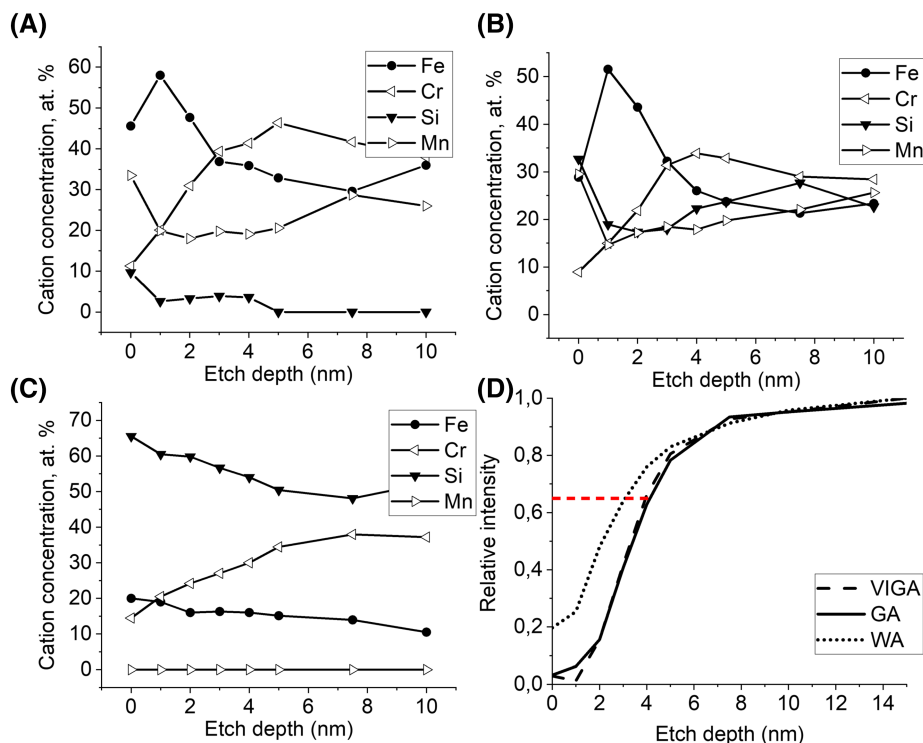 (A)
Cation concentration, at. %
60
50
40
30
20
10
0
0 2 4 6 8 10
Etch depth (nm)
Fe
Cr
Si
Mn
(B)
Cation concentration, at. %
50
40
30
20
10
0
0 2 4 6 8 10
Etch depth (nm)
Fe
Cr
Si
Mn
(C)
Cation concentration, at. %
70
60
50
40
30
20
10
0
0 2 4 6 8 10
Etch depth (nm)
Fe
Cr
Si
Mn
(D)
Relative intensity
1,0
0,8
0,6
0,4
0,2
0,0
0 2 4 6 8 10 12 14
Etch depth (nm)
VIGA
GA
WA